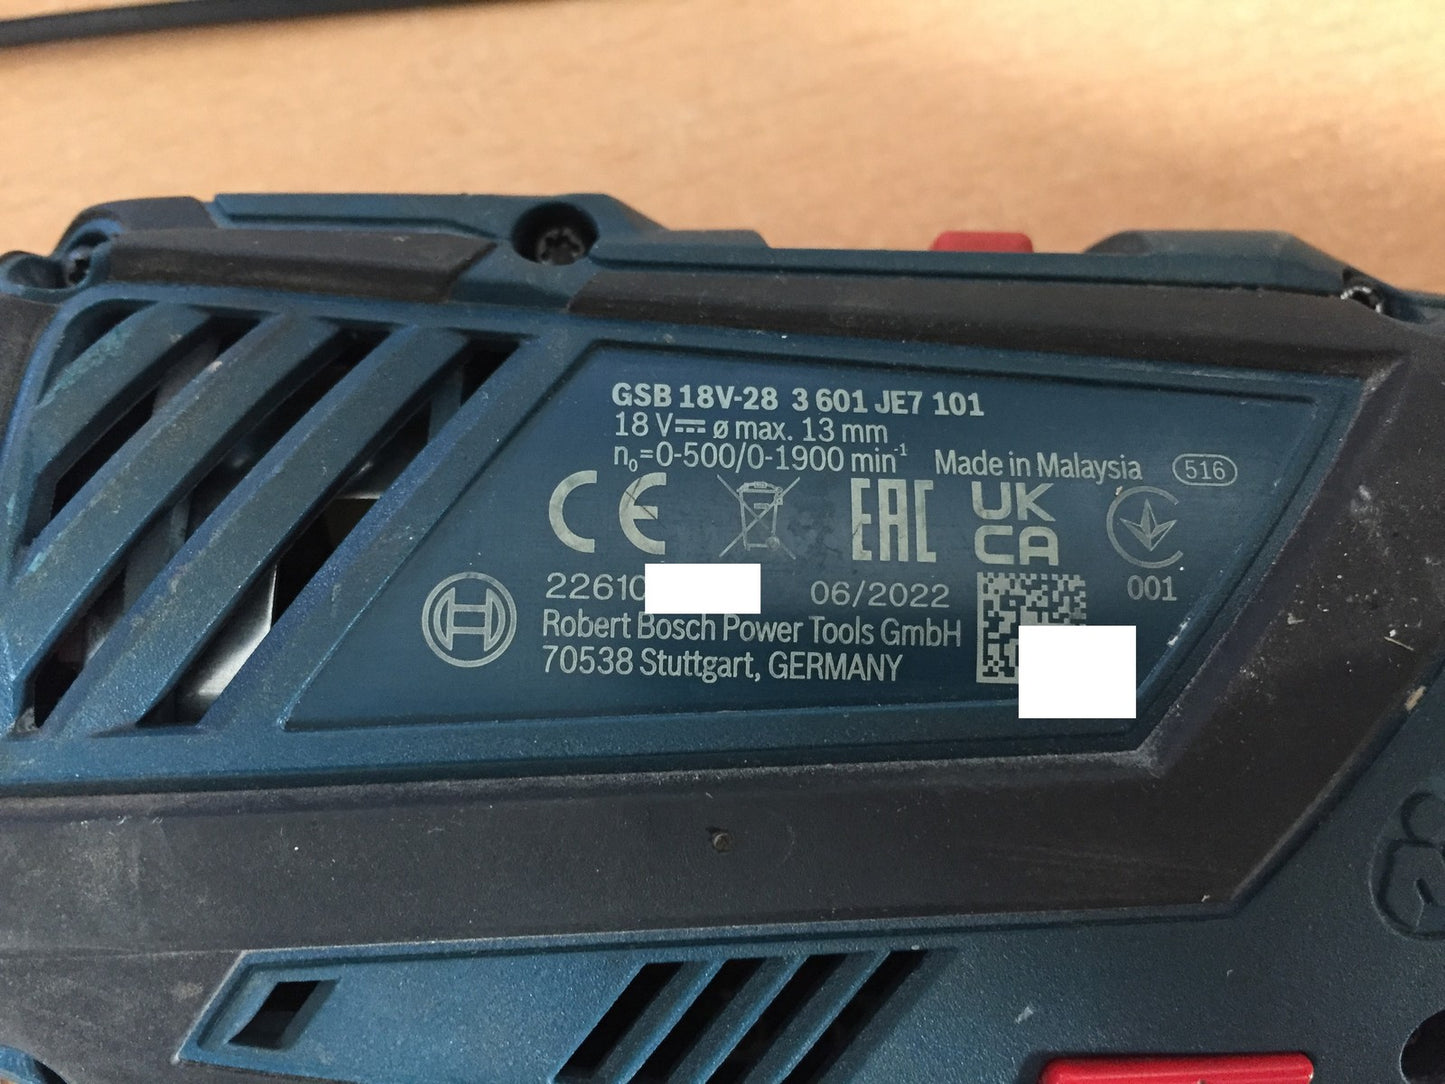 GSB 18V-28 3 601 JE7 101
18 V⎓ ø max. 13 mm
n₀=0-500/0-1900 min⁻¹ Made in Malaysia 516
CE EAC UK CA
001
22610 06/2022
Robert Bosch Power Tools GmbH
70538 Stuttgart, GERMANY